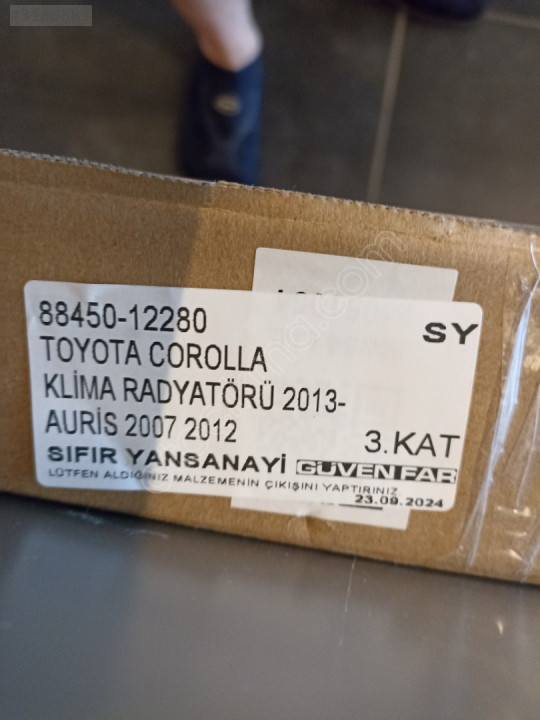 88450-12280
SY
TOYOTA COROLLA
KLİMA RADYATÖRÜ 2013-
AURİS 2007 2012
3.KAT
SIFIR YANSANAYİ GÜVEN FAR
LÜTFEN ALDIĞINIZ MALZEMENİN ÇIKIŞINI YAPTIRINIZ
23.09.2024